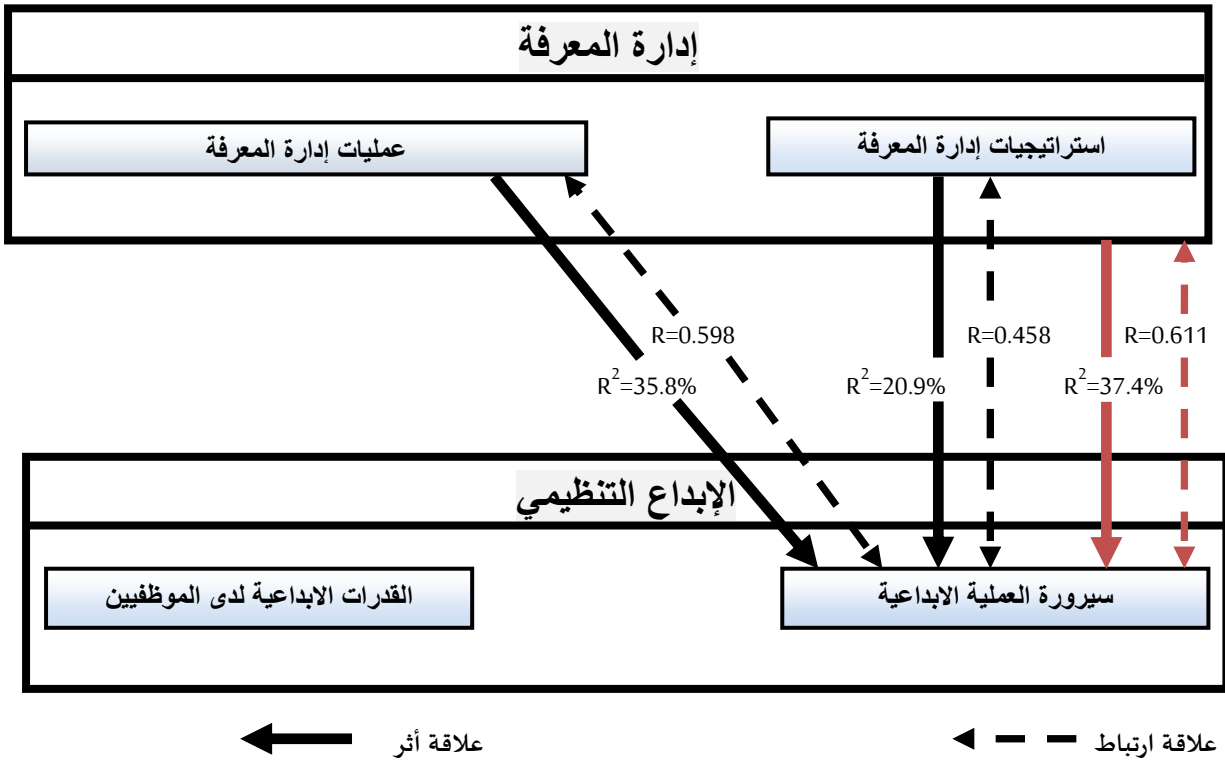 إدارة المعرفة
استراتيجيات إدارة المعرفة
عمليات إدارة المعرفة
R=0.611
R=0.458
R=0.598
R²=37.4%
R²=20.9%
R²=35.8%
الإبداع التنظيمي
سيرورة العملية الابداعية
القدرات الابداعية لدى الموظفيين
علاقة ارتباط
علاقة أثر